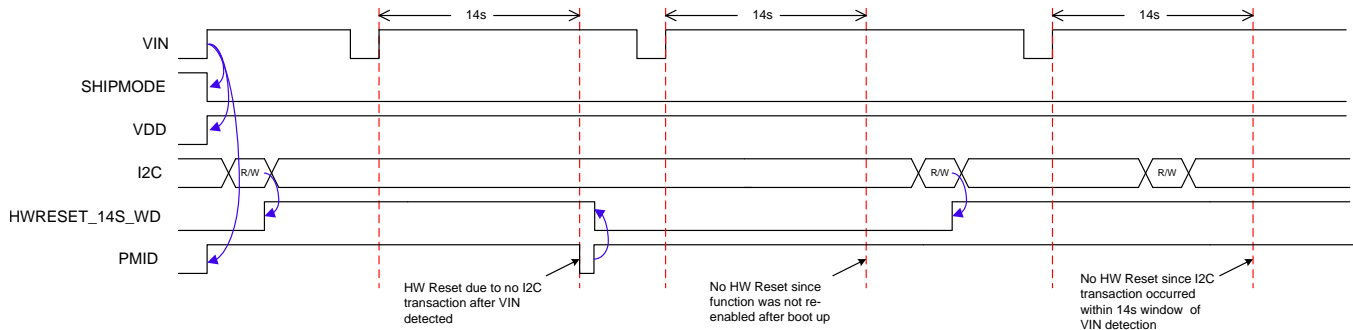 14s
14s
14s
VIN
SHIPMODE
VDD
I2C
R/W
R/W
R/W
HWRESET_14S_WD
PMID
HW Reset due to no I2C
transaction after VIN
detected
No HW Reset since
function was not re-
enabled after boot up
No HW Reset since I2C
transaction occurred
within 14s window of
VIN detection